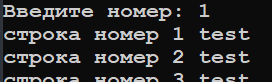 Введите номер: 1
строка номер 1 test
строка номер 2 test
строка номер 3 test